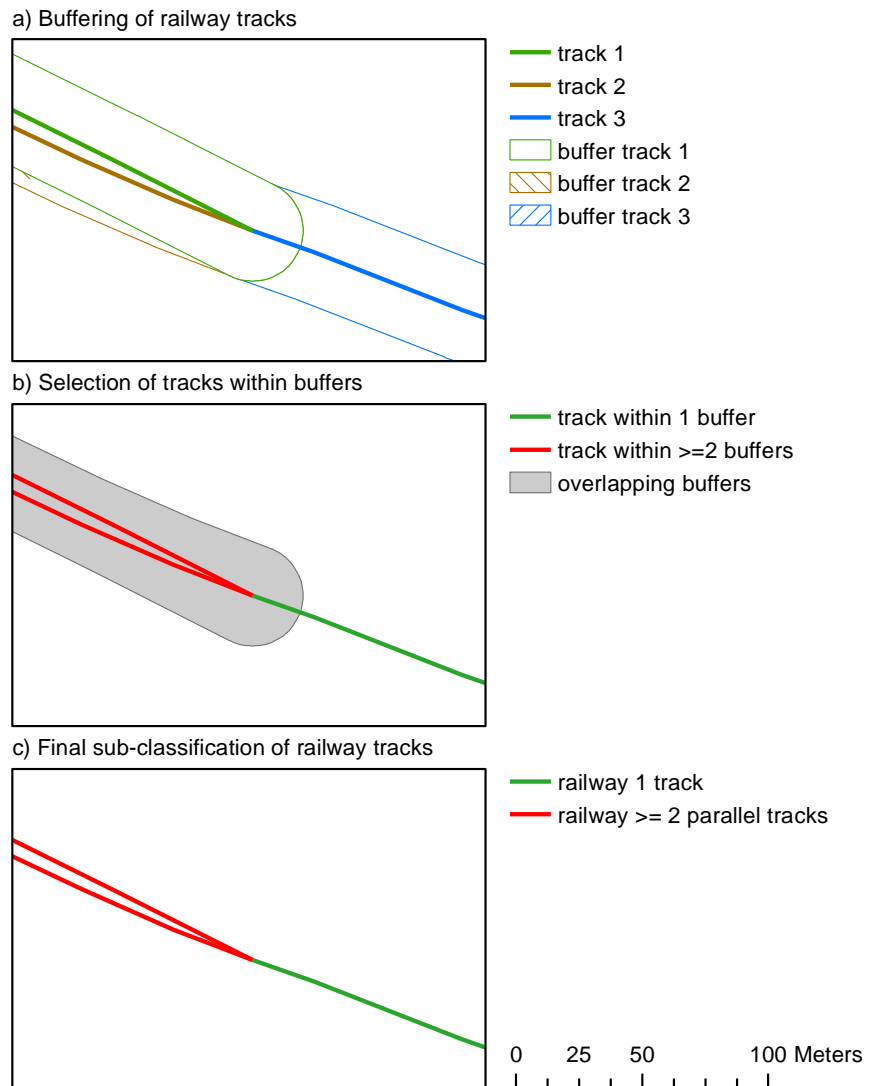 a) Buffering of railway tracks
track 1
track 2
track 3
buffer track 1
buffer track 2
buffer track 3
b) Selection of tracks within buffers
track within 1 buffer
track within >=2 buffers
overlapping buffers
c) Final sub-classification of railway tracks
railway 1 track
railway >= 2 parallel tracks
0 25 50 100 Meters